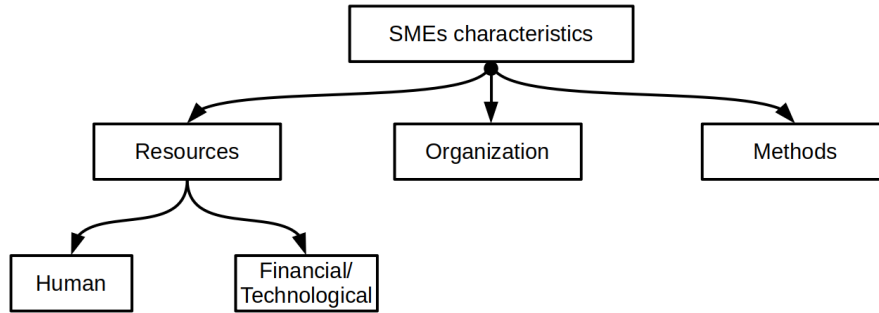 SMEs characteristics
Resources
Organization
Methods
Human
Financial/
Technological